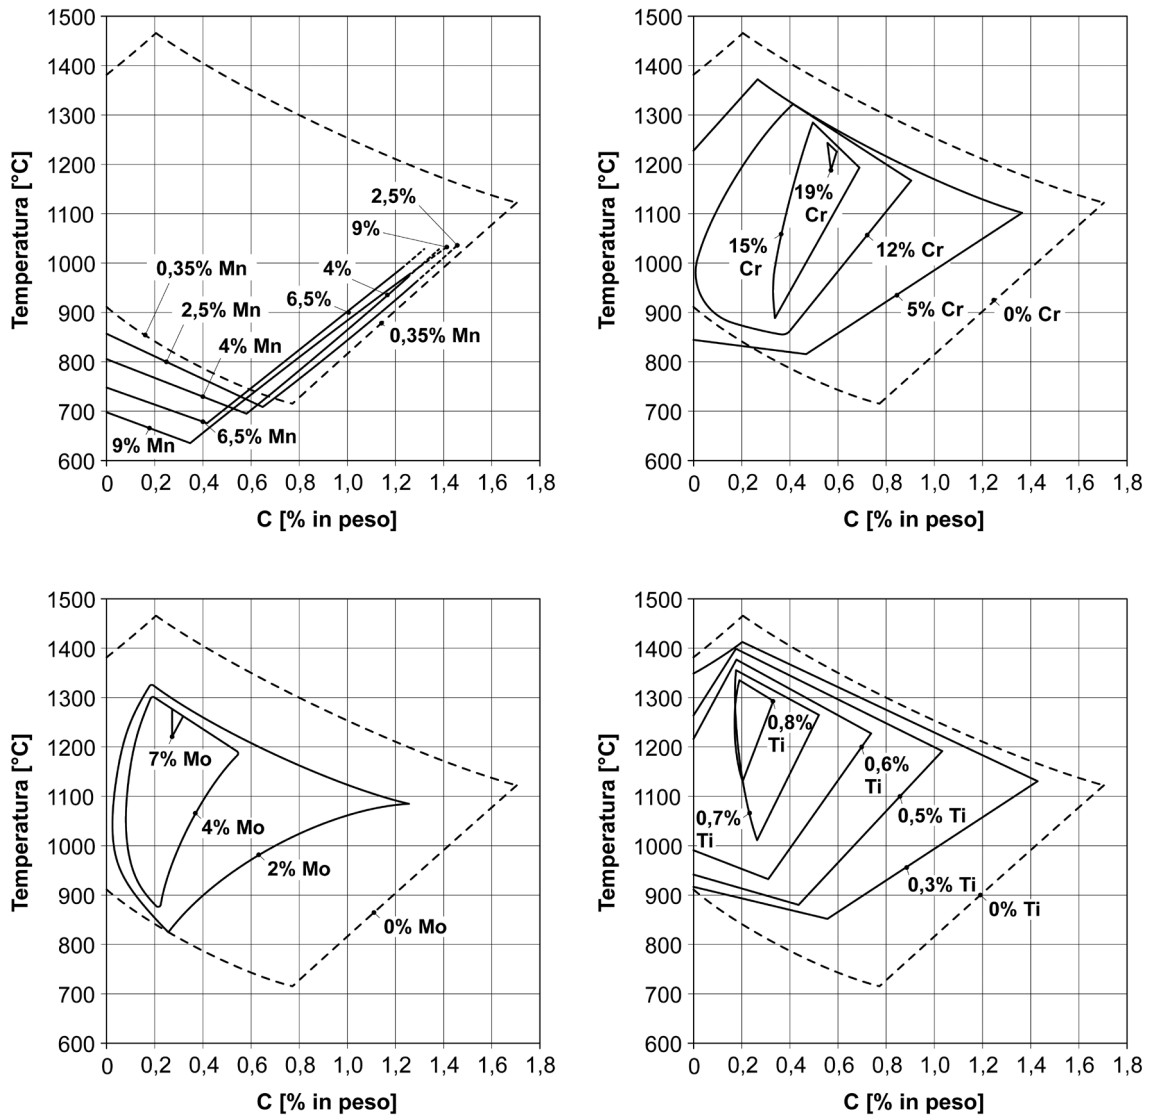 1500
1400
1300
1200
1100
1000
900
800
700
600
Temperatura [°C]
2,5%
9%
0,35% Mn
4%
2,5% Mn
6,5%
4% Mn
0,35% Mn
9% Mn
6,5% Mn
0 0,2 0,4 0,6 0,8 1,0 1,2 1,4 1,6 1,8
C [% in peso]
1500
1400
1300
1200
1100
1000
900
800
700
600
Temperatura [°C]
19%
Cr
15%
Cr
12% Cr
5% Cr
0% Cr
0 0,2 0,4 0,6 0,8 1,0 1,2 1,4 1,6 1,8
C [% in peso]
1500
1400
1300
1200
1100
1000
900
800
700
600
Temperatura [°C]
7% Mo
4% Mo
2% Mo
0% Mo
0 0,2 0,4 0,6 0,8 1,0 1,2 1,4 1,6 1,8
C [% in peso]
1500
1400
1300
1200
1100
1000
900
800
700
600
Temperatura [°C]
0,8%
Ti
0,6%
Ti
0,7%
Ti
0,5% Ti
0,3% Ti
0% Ti
0 0,2 0,4 0,6 0,8 1,0 1,2 1,4 1,6 1,8
C [% in peso]